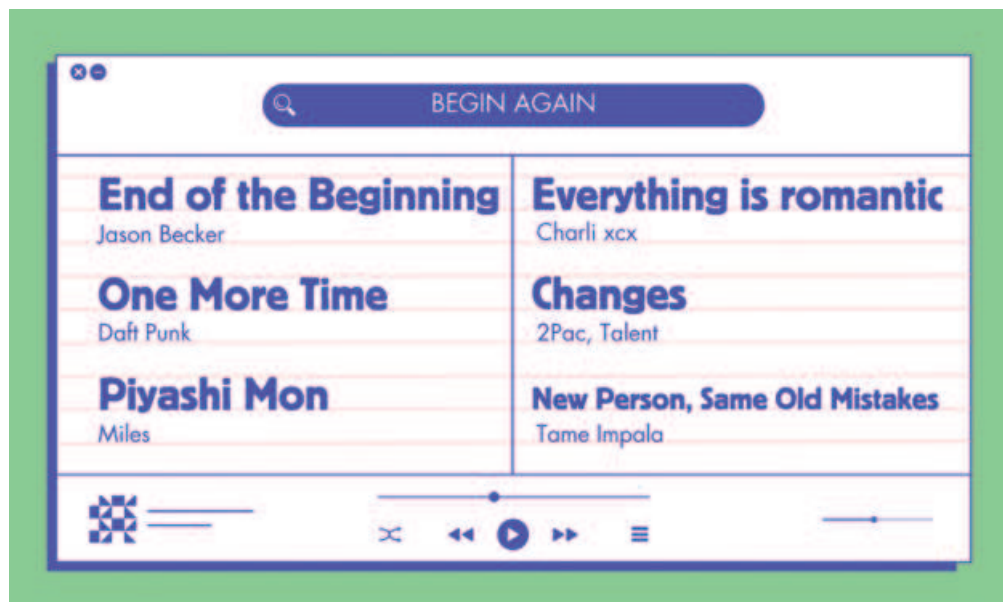 BEGIN AGAIN
End of the Beginning
Jason Becker
One More Time
Daft Punk
Piyashi Mon
Miles
Everything is romantic
Charli xcx
Changes
2Pac, Talent
New Person, Same Old Mistakes
Tame Impala